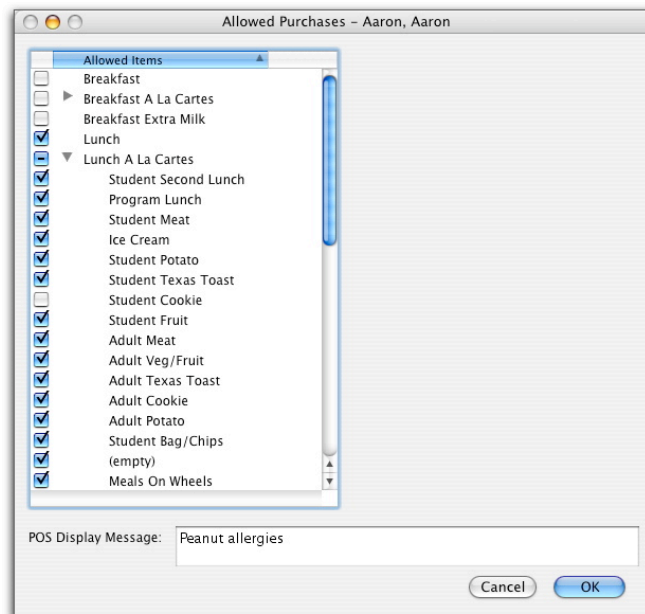 Allowed Purchases – Aaron, Aaron
Allowed Items
Breakfast
Breakfast A La Cartes
Breakfast Extra Milk
Lunch
Lunch A La Cartes
Student Second Lunch
Program Lunch
Student Meat
Ice Cream
Student Potato
Student Texas Toast
Student Cookie
Student Fruit
Adult Meat
Adult Veg/Fruit
Adult Texas Toast
Adult Cookie
Adult Potato
Student Bag/Chips
(empty)
Meals On Wheels
POS Display Message: Peanut allergies
Cancel OK